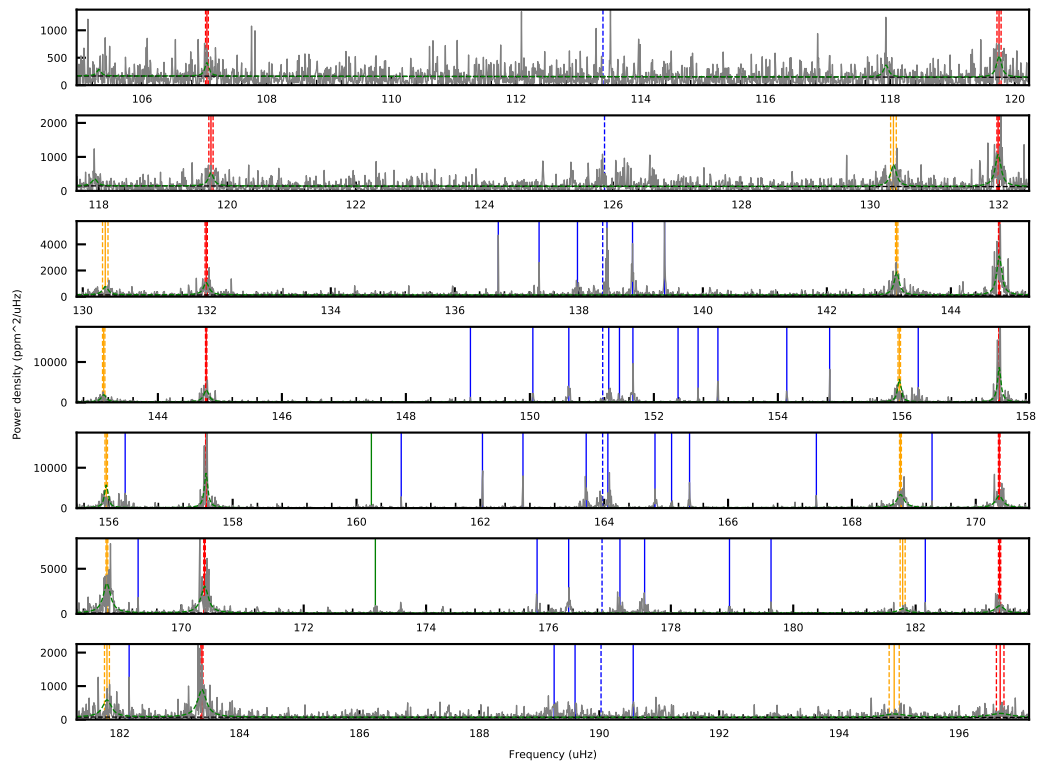 1000
500
0
106 108 110 112 114 116 118 120
2000
1000
0
118 120 122 124 126 128 130 132
4000
2000
0
130 132 134 136 138 140 142 144
10000
0
144 146 148 150 152 154 156 158
10000
0
156 158 160 162 164 166 168 170
5000
0
170 172 174 176 178 180 182
2000
1000
0
182 184 186 188 190 192 194 196
Power density (ppm^2/uHz)
Frequency (uHz)